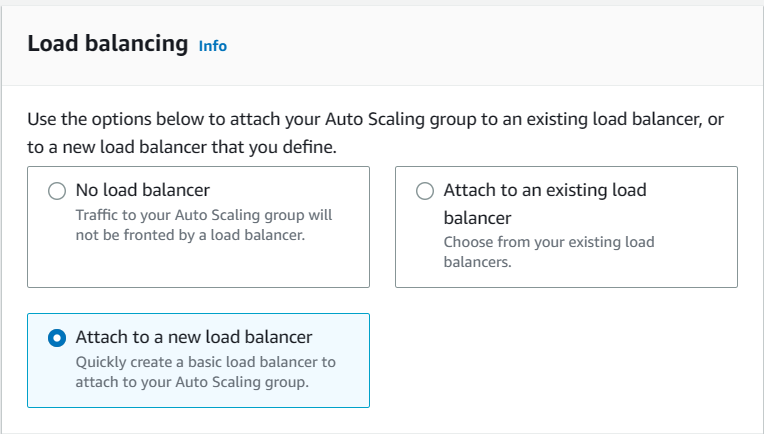 Load balancing Info
Use the options below to attach your Auto Scaling group to an existing load balancer, or
to a new load balancer that you define.
No load balancer
Traffic to your Auto Scaling group will
not be fronted by a load balancer.
Attach to an existing load
balancer
Choose from your existing load
balancers.
Attach to a new load balancer
Quickly create a basic load balancer to
attach to your Auto Scaling group.